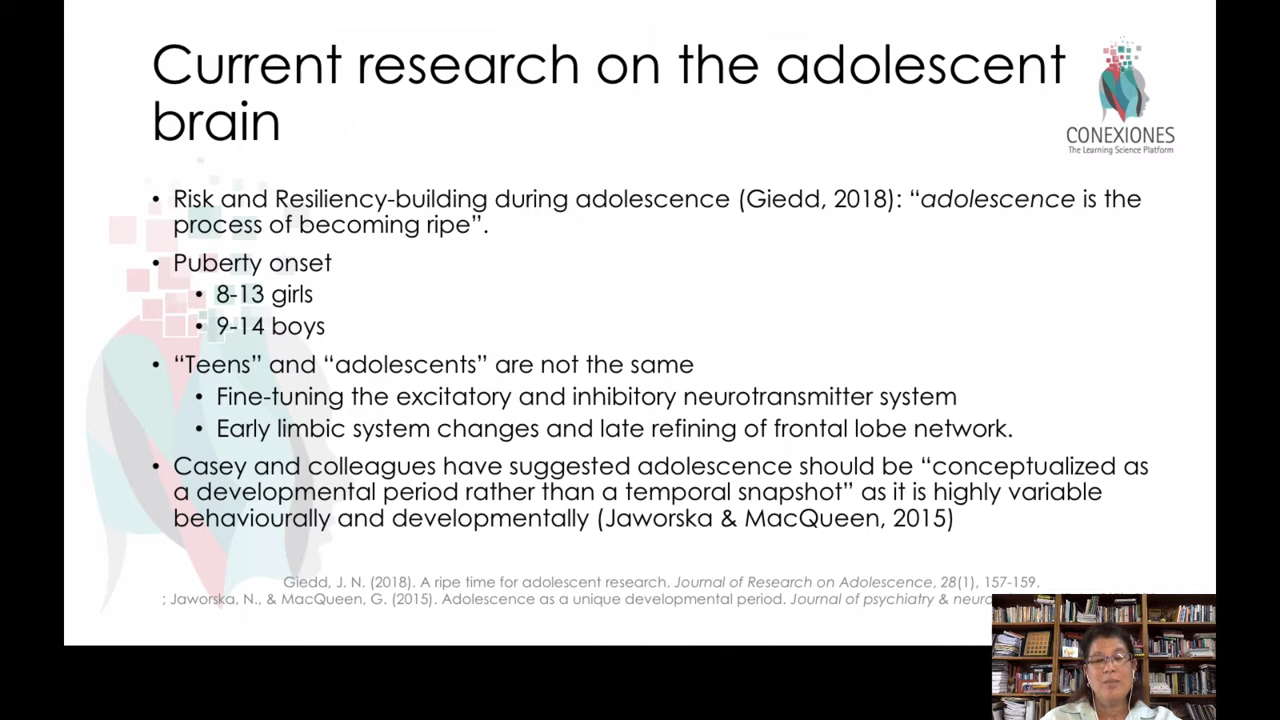 Current research on the adolescent
brain
CONEXIONES
The Learning Science Platform
• Risk and Resiliency-building during adolescence (Giedd, 2018): “adolescence is the
process of becoming ripe”.
• Puberty onset
• 8-13 girls
• 9-14 boys
• “Teens” and “adolescents” are not the same
• Fine-tuning the excitatory and inhibitory neurotransmitter system
• Early limbic system changes and late refining of frontal lobe network.
• Casey and colleagues have suggested adolescence should be “conceptualized as
a developmental period rather than a temporal snapshot” as it is highly variable
behaviourally and developmentally (Jaworska & MacQueen, 2015)
Giedd, J. N. (2018). A ripe time for adolescent research. Journal of Research on Adolescence, 28(1), 157-159.
; Jaworska, N., & MacQueen, G. (2015). Adolescence as a unique developmental period. Journal of psychiatry &